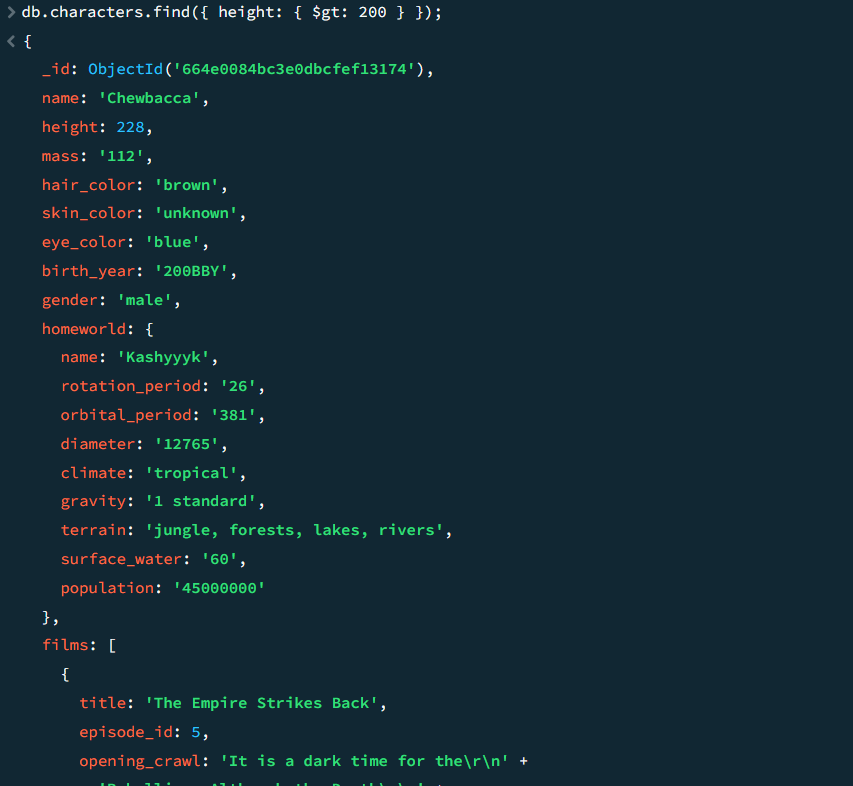 db.characters.find({ height: { $gt: 200 } });
{
_id: ObjectId('664e0084bc3e0dbcfef13174'),
name: 'Chewbacca',
height: 228,
mass: '112',
hair_color: 'brown',
skin_color: 'unknown',
eye_color: 'blue',
birth_year: '200BBY',
gender: 'male',
homeworld: {
name: 'Kashyyyk',
rotation_period: '26',
orbital_period: '381',
diameter: '12765',
climate: 'tropical',
gravity: '1 standard',
terrain: 'jungle, forests, lakes, rivers',
surface_water: '60',
population: '45000000'
},
films: [
{
title: 'The Empire Strikes Back',
episode_id: 5,
opening_crawl: 'It is a dark time for the\r\n' +